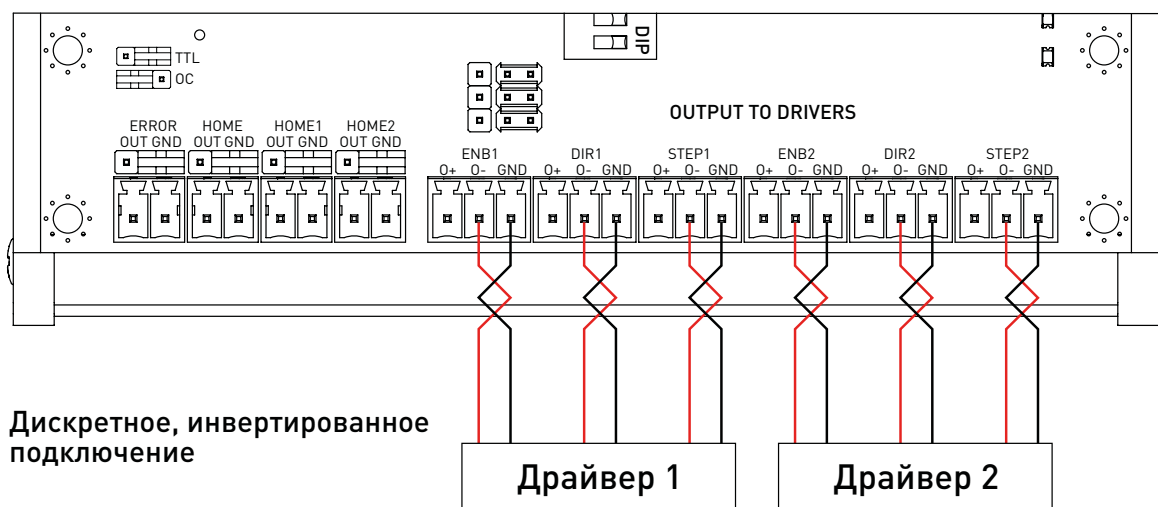 DIP
TTL
OC
OUTPUT TO DRIVERS
ERROR HOME HOME1 HOME2
OUT GND OUT GND OUT GND OUT GND
ENB1 DIR1 STEP1 ENB2 DIR2 STEP2
O+ O- GND O+ O- GND O+ O- GND O+ O- GND O+ O- GND O+ O- GND
Дискретное, инвертированное
подключение
Драйвер 1 Драйвер 2